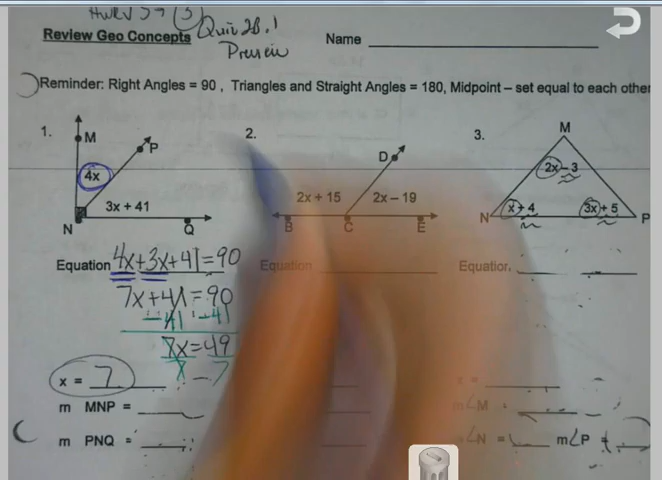 Quiz 2B.1
Review Geo Concepts
Preview
Name
Reminder: Right Angles = 90 , Triangles and Straight Angles = 180, Midpoint – set equal to each other
1.
M
P
4x
3x + 41
N
Q
Equation 4x+3x+41=90
7x+41=90
-41 -41
7x=49
7 7
x = 7
m MNP =
m PNQ =
2.
D
2x + 15
2x – 19
B
C
E
Equation
3.
M
2x – 3
x + 4
3x + 5
N
P
Equation
x =
m∠M =
∠N =
m∠P =